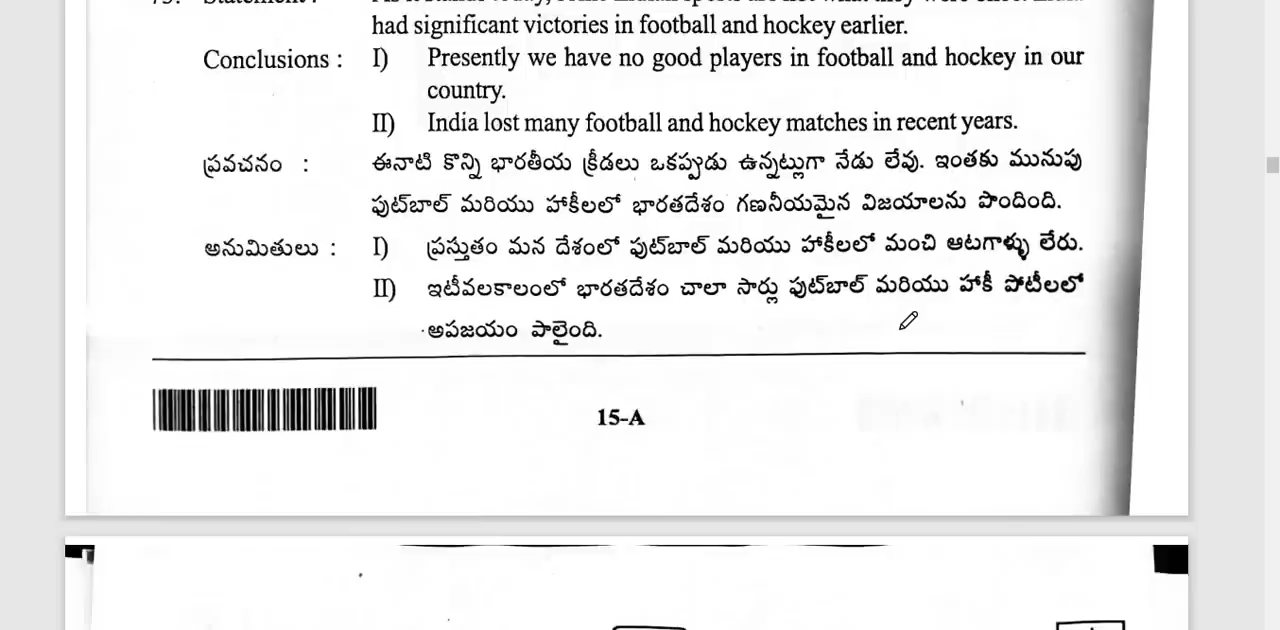 had significant victories in football and hockey earlier.
Conclusions : I) Presently we have no good players in football and hockey in our
country.
II) India lost many football and hockey matches in recent years.
ప్రవచనం : ఈనాటి కొన్ని భారతీయ క్రీడలు ఒకప్పుడు ఉన్నట్లుగా నేడు లేవు. ఇంతకు మునుపు
ఫుట్‌బాల్ మరియు హాకీలలో భారతదేశం గణనీయమైన విజయాలను పొందింది.
అనుమితులు : I) ప్రస్తుతం మన దేశంలో ఫుట్‌బాల్ మరియు హాకీలలో మంచి ఆటగాళ్ళు లేరు.
II) ఇటీవలకాలంలో భారతదేశం చాలా సార్లు ఫుట్‌బాల్ మరియు హాకీ పోటీలలో
అపజయం పాలైంది.
15-A